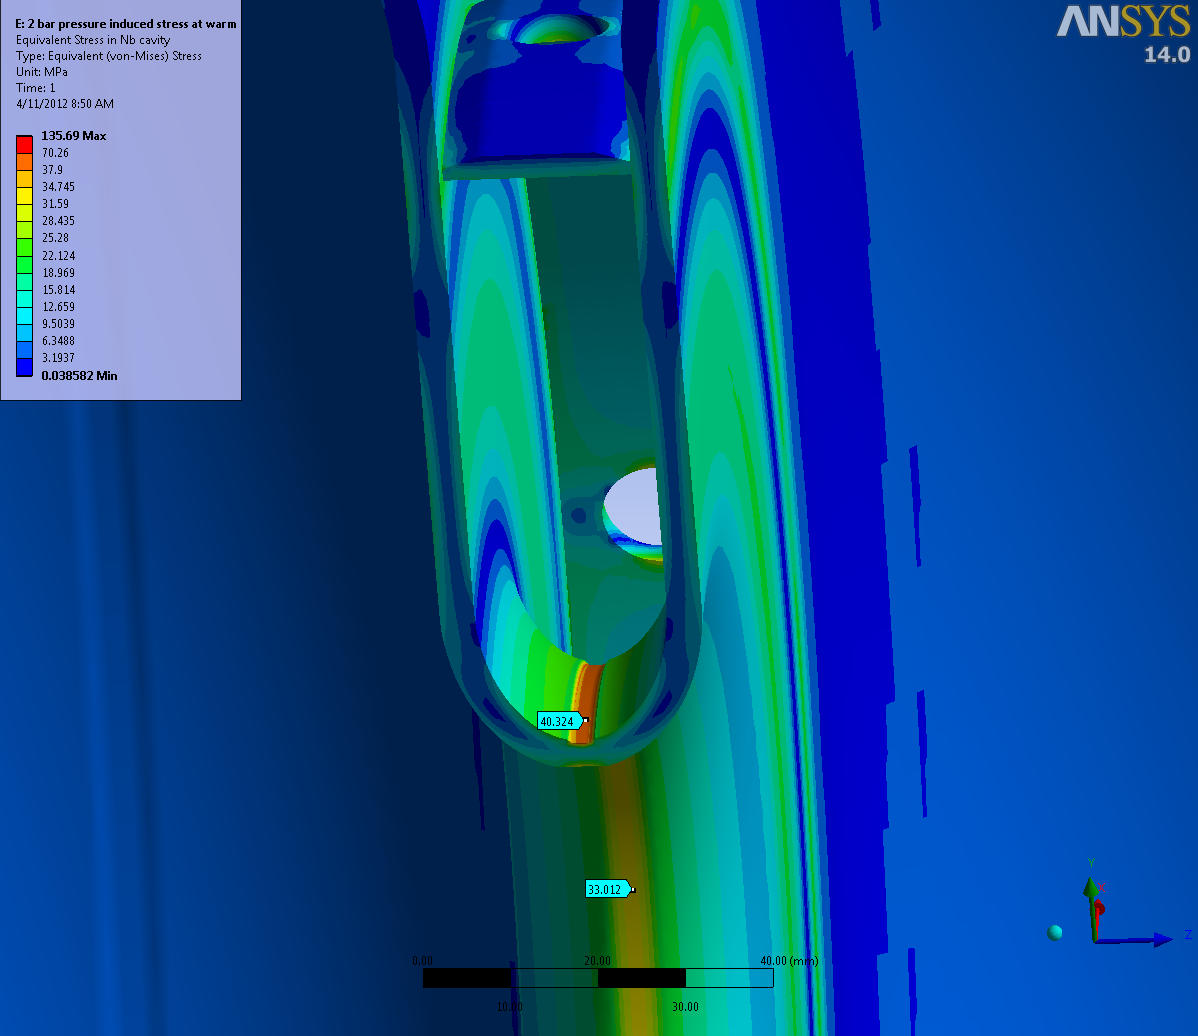 E: 2 bar pressure induced stress at warm
Equivalent Stress in Nb cavity
Type: Equivalent (von-Mises) Stress
Unit: MPa
Time: 1
4/11/2012 8:50 AM
135.69 Max
70.26
37.9
34.745
31.59
28.435
25.28
22.124
18.969
15.814
12.659
9.5039
6.3488
3.1937
0.038582 Min
ANSYS
14.0
40.324
33.012
Y
Z
0.00 20.00 40.00 (mm)
10.00 30.00